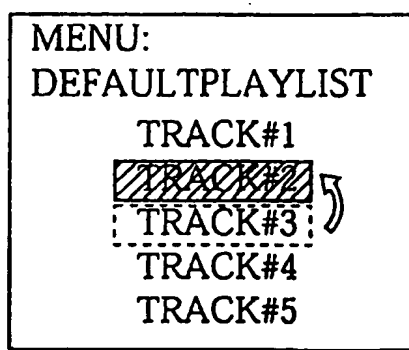 MENU:
DEFAULTPLAYLIST
TRACK#1
TRACK#2
TRACK#3
TRACK#4
TRACK#5